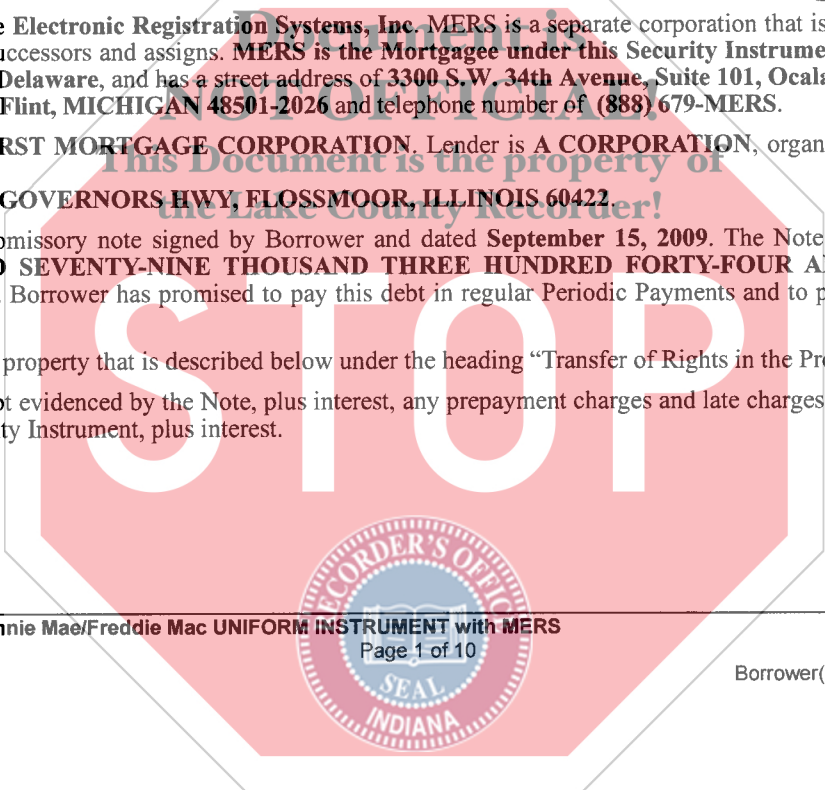 Electronic Registration Systems, Inc. MERS is a separate corporation that is
uccessors and assigns. MERS is the Mortgagee under this Security Instrume
Delaware, and has a street address of 3300 S.W. 34th Avenue, Suite 101, Ocala
Flint, MICHIGAN 48501-2026 and telephone number of (888) 679-MERS.
RST MORTGAGE CORPORATION. Lender is A CORPORATION, organ
GOVERNORS HWY, FLOSSMOOR, ILLINOIS 60422.
omissory note signed by Borrower and dated September 15, 2009. The Note
D SEVENTY-NINE THOUSAND THREE HUNDRED FORTY-FOUR A
. Borrower has promised to pay this debt in regular Periodic Payments and to p
property that is described below under the heading “Transfer of Rights in the Pro
bt evidenced by the Note, plus interest, any prepayment charges and late charges
ty Instrument, plus interest.
Document is
NOT OFFICIAL!
This Document is the property of
the Lake County Recorder!
STOP
nnie Mae/Freddie Mac UNIFORM INSTRUMENT with MERS
Page 1 of 10
Borrower(
RECORDER'S OFFICE
SEAL
INDIANA